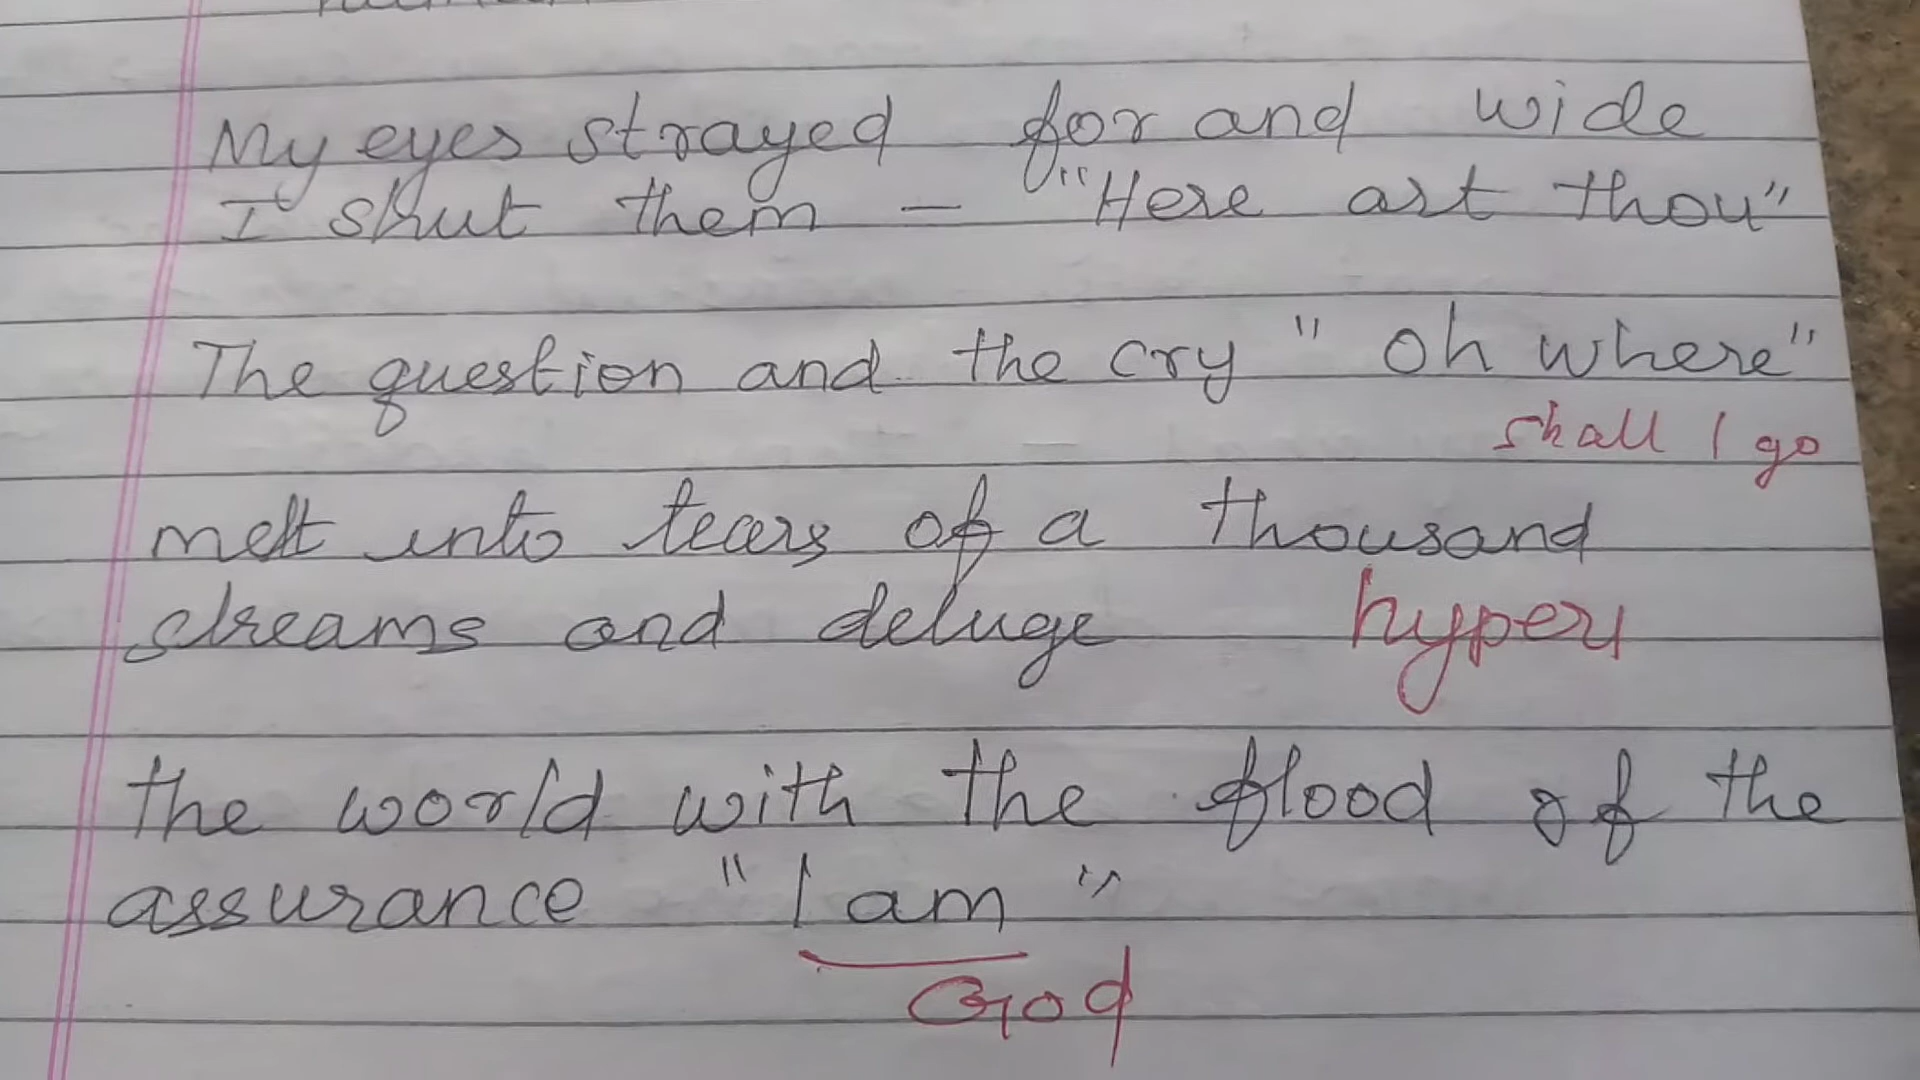 My eyes strayed for and wide
I shut them - "Here art thou"
The question and the cry "Oh where"
shall I go
melt into tears of a thousand
streams and deluge hyper
the world with the flood of the
assurance "I am"
God